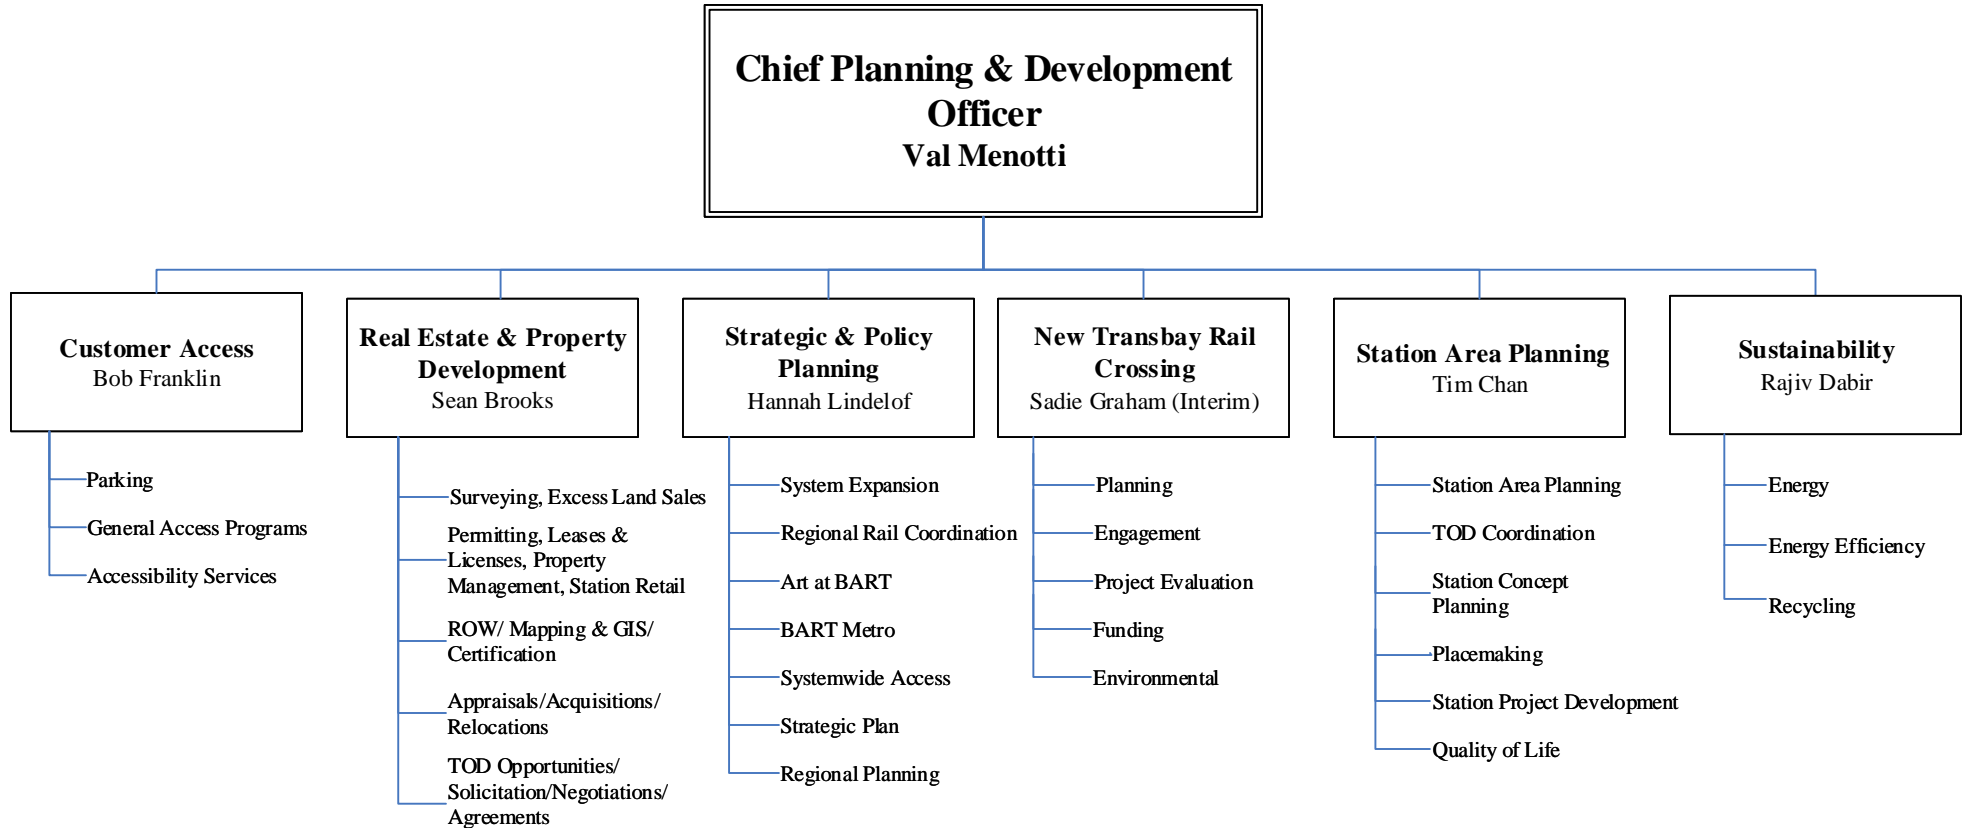 Chief Planning & Development
Officer
Val Menotti
Customer Access
Bob Franklin
Parking
General Access Programs
Accessibility Services
Real Estate & Property
Development
Sean Brooks
Surveying, Excess Land Sales
Permitting, Leases &
Licenses, Property
Management, Station Retail
ROW/ Mapping & GIS/
Certification
Appraisals/Acquisitions/
Relocations
TOD Opportunities/
Solicitation/Negotiations/
Agreements
Strategic & Policy
Planning
Hannah Lindelof
System Expansion
Regional Rail Coordination
Art at BART
BART Metro
Systemwide Access
Strategic Plan
Regional Planning
New Transbay Rail
Crossing
Sadie Graham (Interim)
Planning
Engagement
Project Evaluation
Funding
Environmental
Station Area Planning
Tim Chan
Station Area Planning
TOD Coordination
Station Concept
Planning
Placemaking
Station Project Development
Quality of Life
Sustainability
Rajiv Dabir
Energy
Energy Efficiency
Recycling